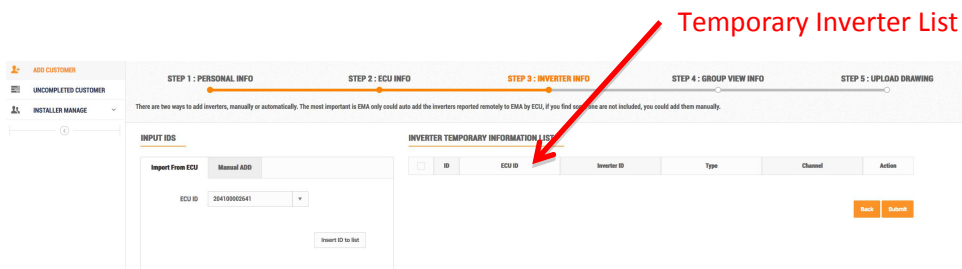 Temporary Inverter List
ADD CUSTOMER
UNCOMPLETED CUSTOMER
INSTALLER MANAGE
STEP 1 : PERSONAL INFO
STEP 2 : ECU INFO
STEP 3 : INVERTER INFO
STEP 4 : GROUP VIEW INFO
STEP 5 : UPLOAD DRAWING
There are two ways to add inverters, manually or automatically. The most important is EMA only could auto add the inverters reported remotely to EMA by ECU, if you find one are not included, you could add them manually.
INPUT IDS
Import From ECU Manual ADD
ECU ID 204100002641
Insert ID to list
INVERTER TEMPORARY INFORMATION LIST
ID ECU ID Inverter ID Type Channel Action
Back Submit